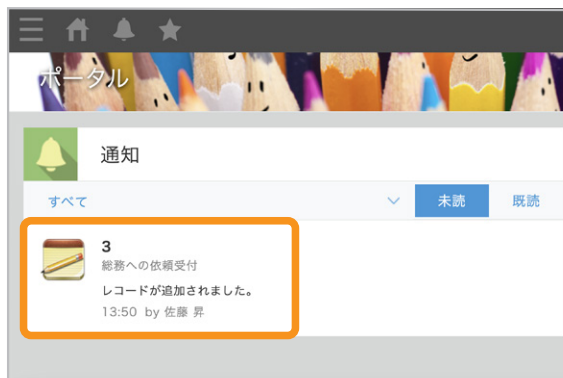 ポータル
通知
すべて
未読
既読
3
総務への依頼受付
レコードが追加されました。
13:50 by 佐藤 昇